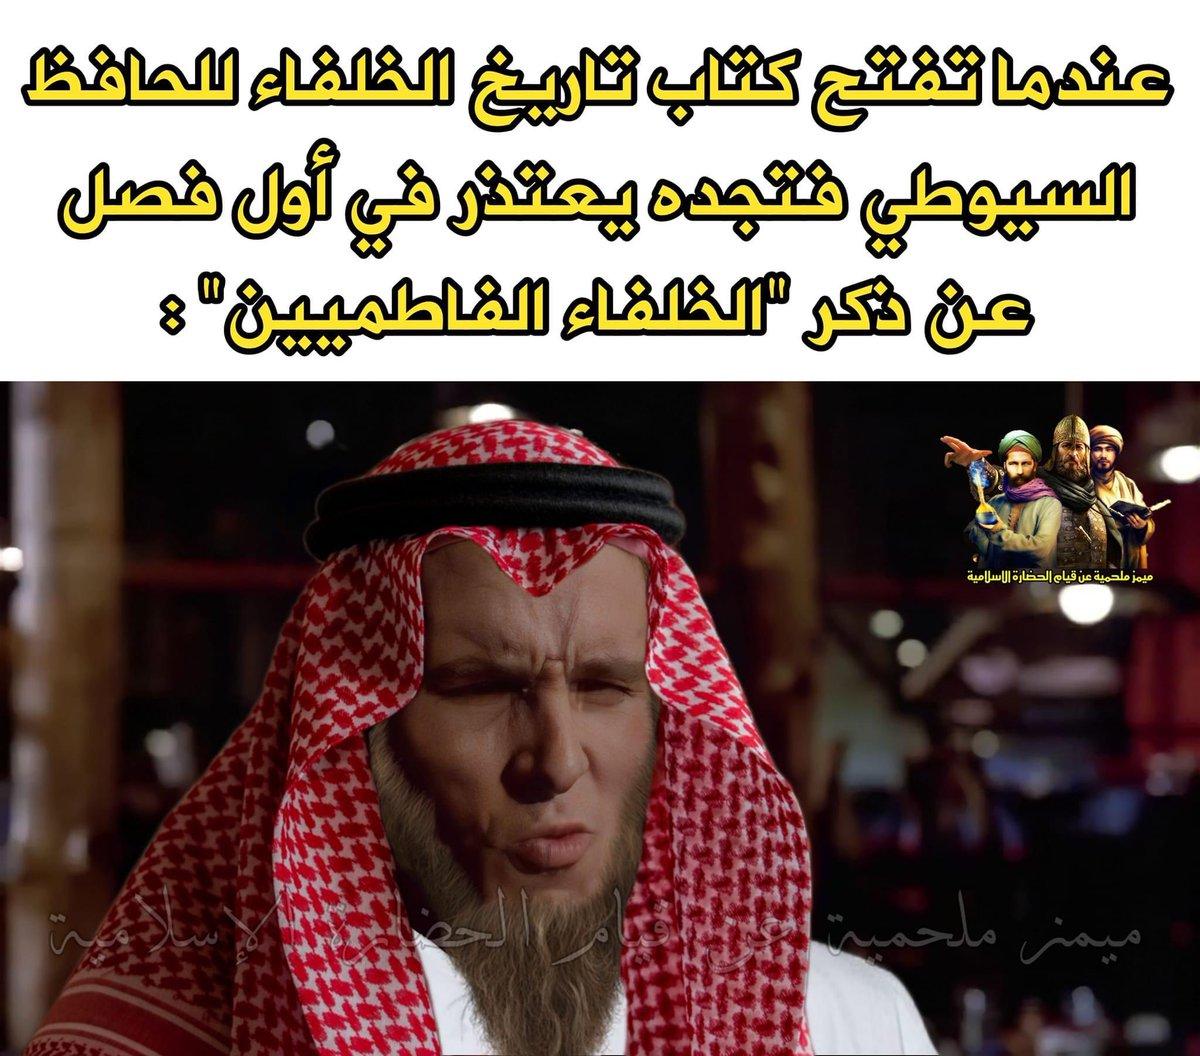 عندما تفتح كتاب تاريخ الخلفاء للحافظ
السيوطي فتجده يعتذر في أول فصل
عن ذكر "الخلفاء الفاطميين" :
ميمز ملحمية عن قيام الحضارة الاسلامية
ميمز ملحمية عن قيام الحضارة الإسلامية